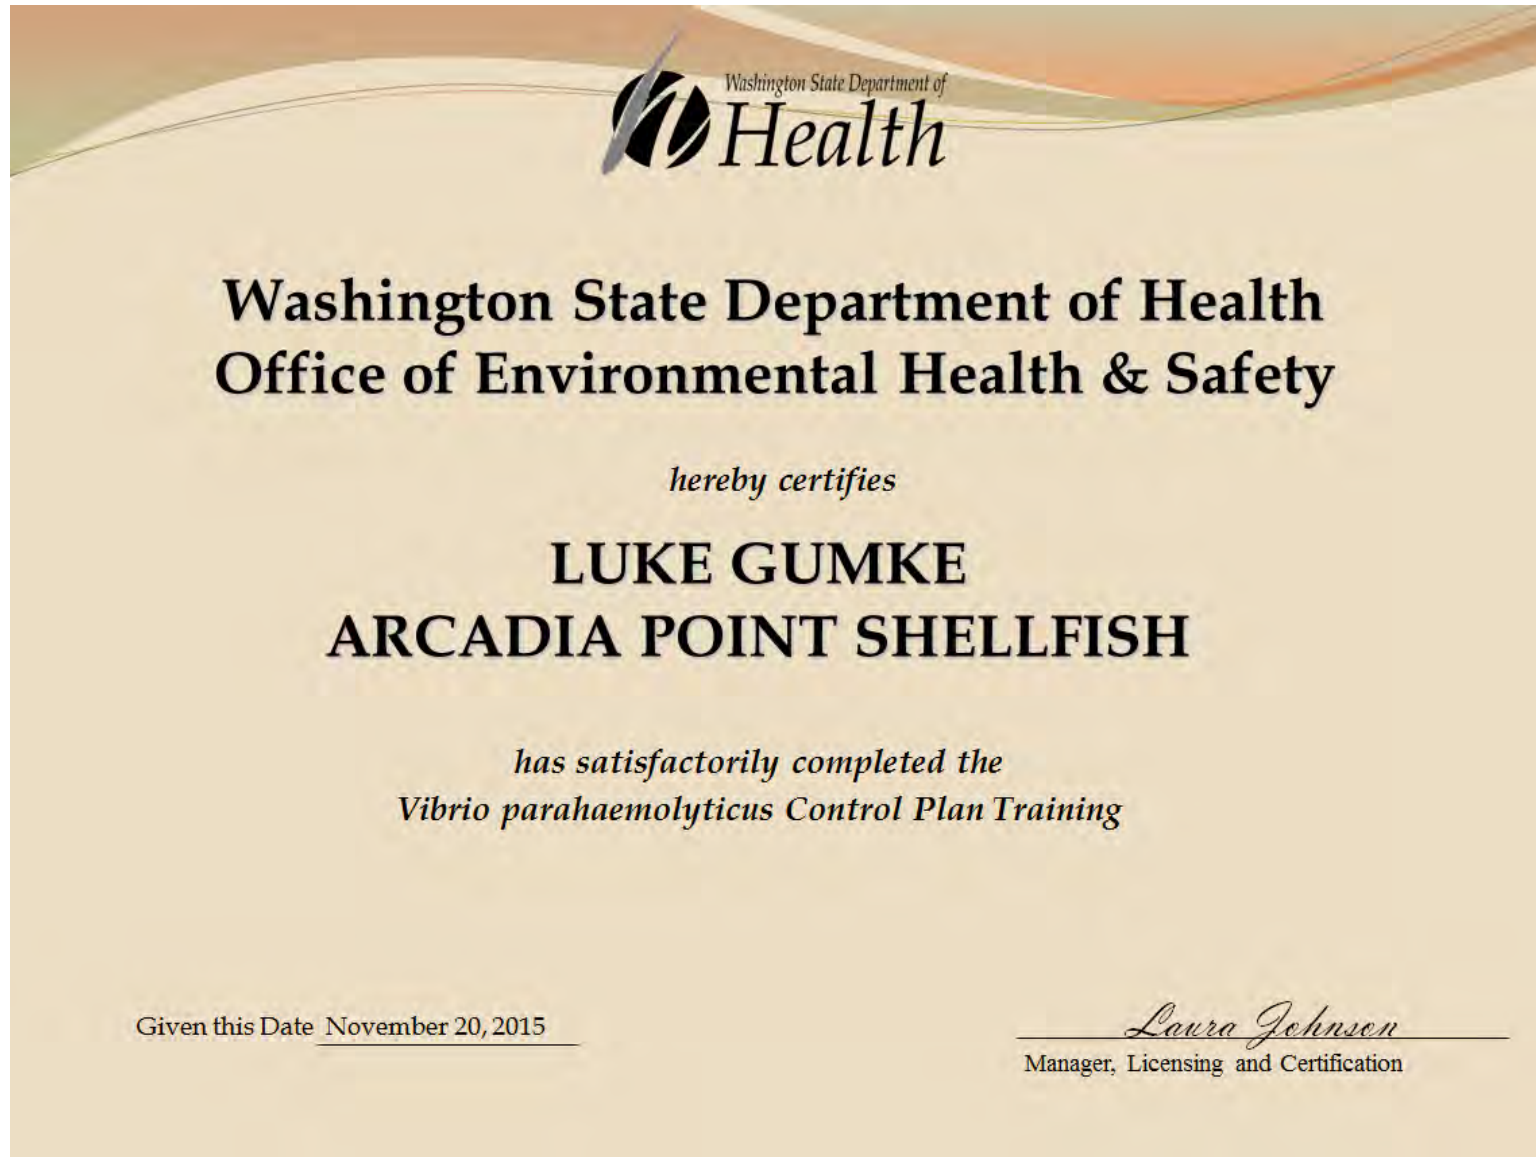 Washington State Department of
Health
Washington State Department of Health
Office of Environmental Health & Safety
hereby certifies
LUKE GUMKE
ARCADIA POINT SHELLFISH
has satisfactorily completed the
Vibrio parahaemolyticus Control Plan Training
Given this Date November 20, 2015
Laura Johnson
Manager, Licensing and Certification